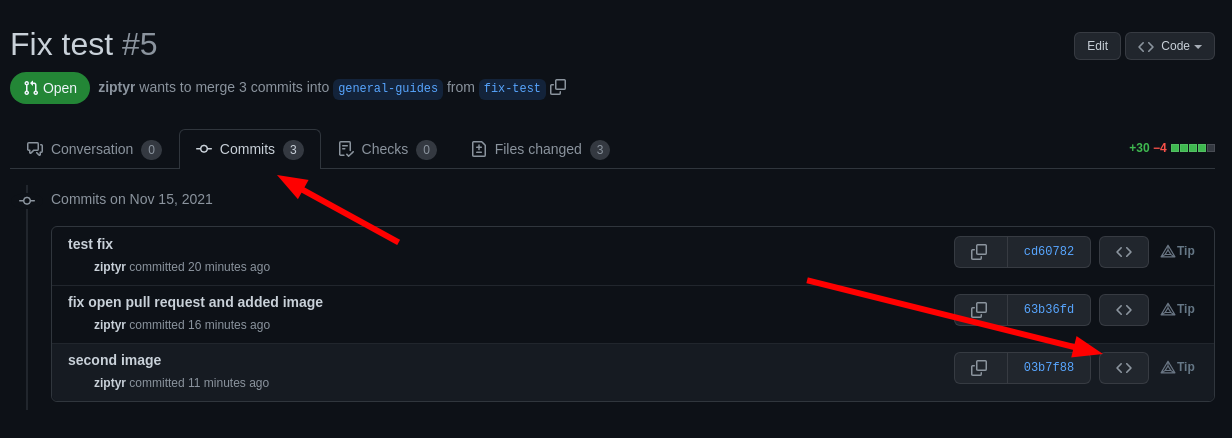 Fix test #5
Edit
Code
Open
ziptyr wants to merge 3 commits into general-guides from fix-test
Conversation 0
Commits 3
Checks 0
Files changed 3
+30 −4
Commits on Nov 15, 2021
test fix
ziptyr committed 20 minutes ago
cd60782
Tip
fix open pull request and added image
ziptyr committed 16 minutes ago
63b36fd
Tip
second image
ziptyr committed 11 minutes ago
03b7f88
Tip